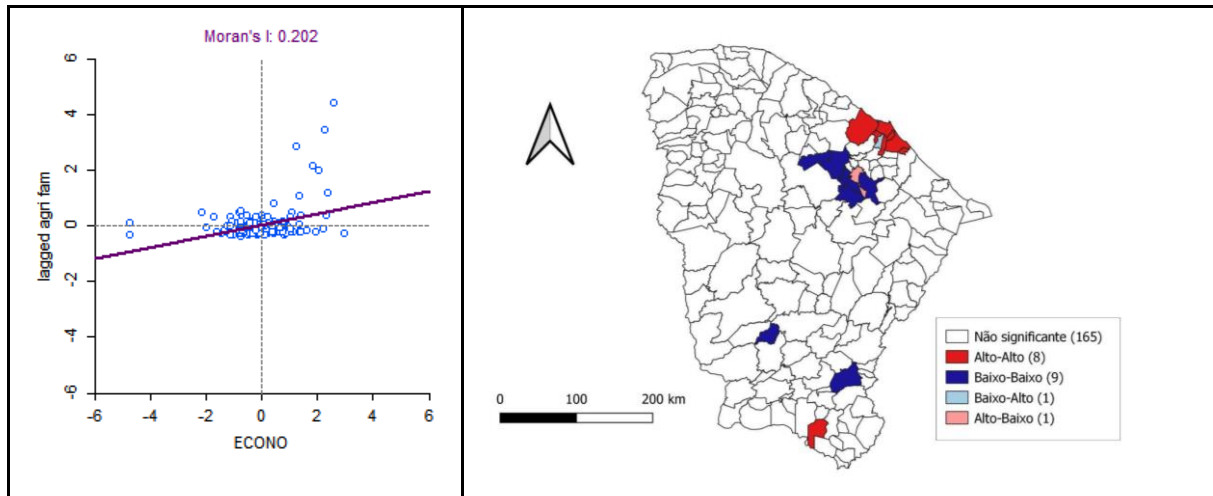 Moran's I: 0.202
lagged agri fam
6
4
2
0
-2
-4
-6
-6 -4 -2 0 2 4 6
ECONO
0 100 200 km
Não significante (165)
Alto-Alto (8)
Baixo-Baixo (9)
Baixo-Alto (1)
Alto-Baixo (1)